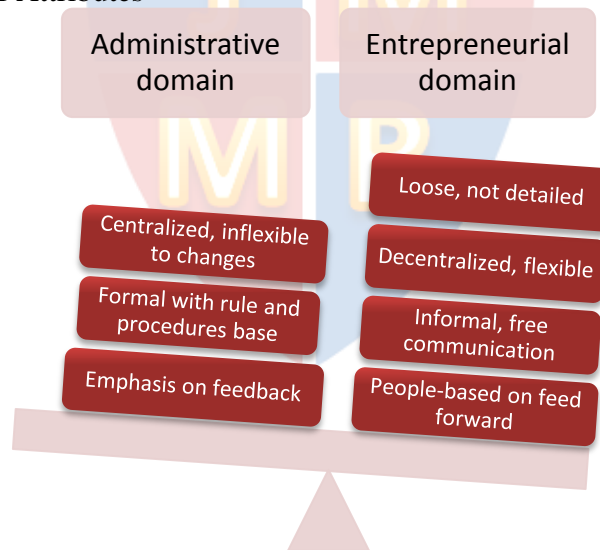 Attributes
Administrative
domain
Entrepreneurial
domain
Loose, not detailed
Centralized, inflexible
to changes
Decentralized, flexible
Formal with rule and
procedures base
Informal, free
communication
Emphasis on feedback
People-based on feed
forward
M P